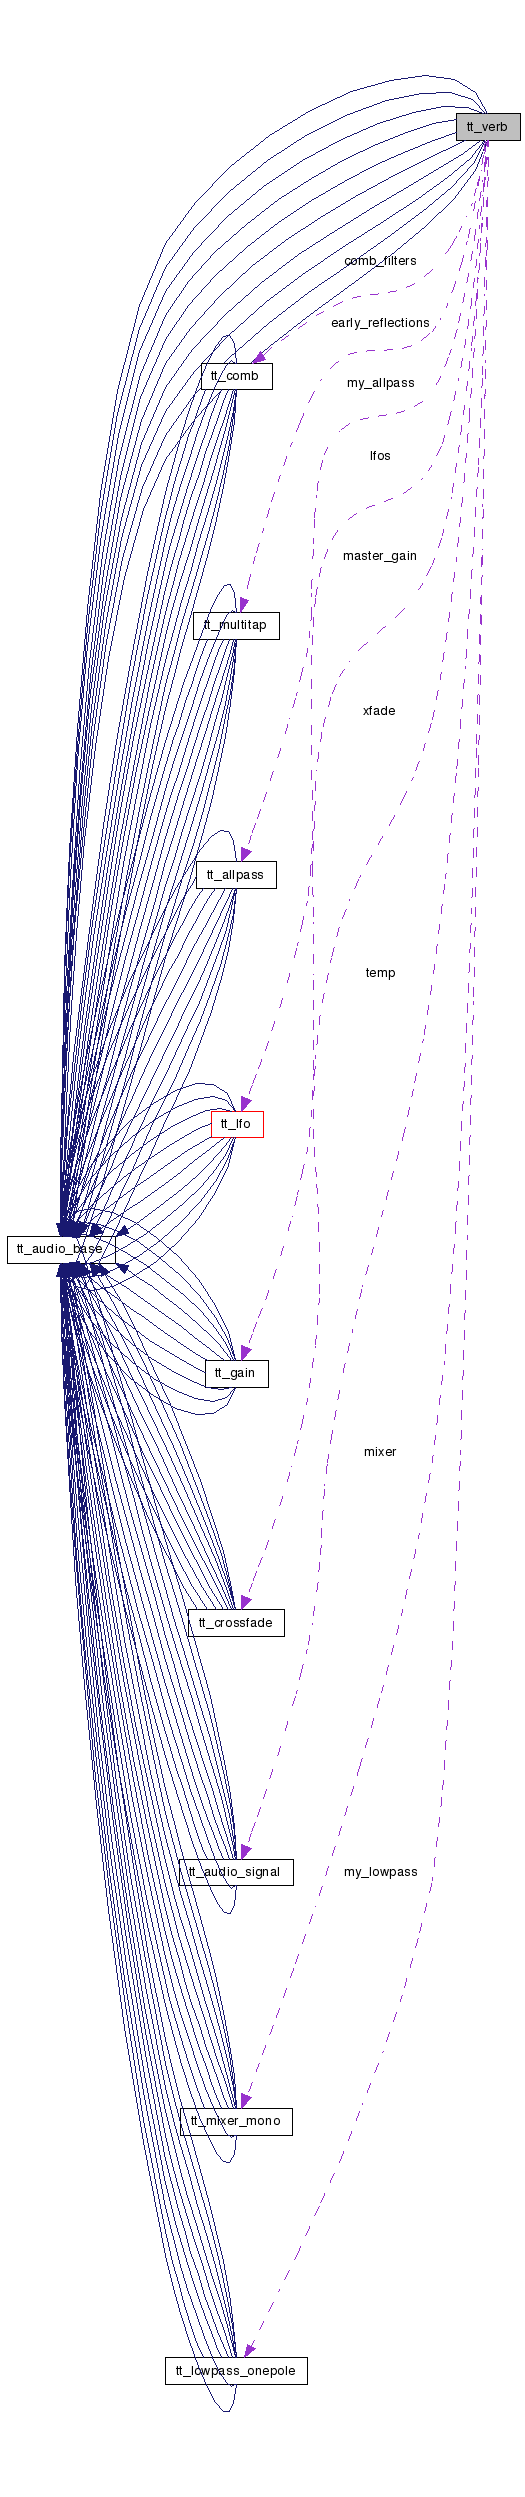 tt_verb
comb_filters
early_reflections
tt_comb
my_allpass
lfos
master_gain
tt_multitap
xfade
tt_allpass
temp
tt_lfo
tt_audio_base
tt_gain
mixer
tt_crossfade
tt_audio_signal
my_lowpass
tt_mixer_mono
tt_lowpass_onepole